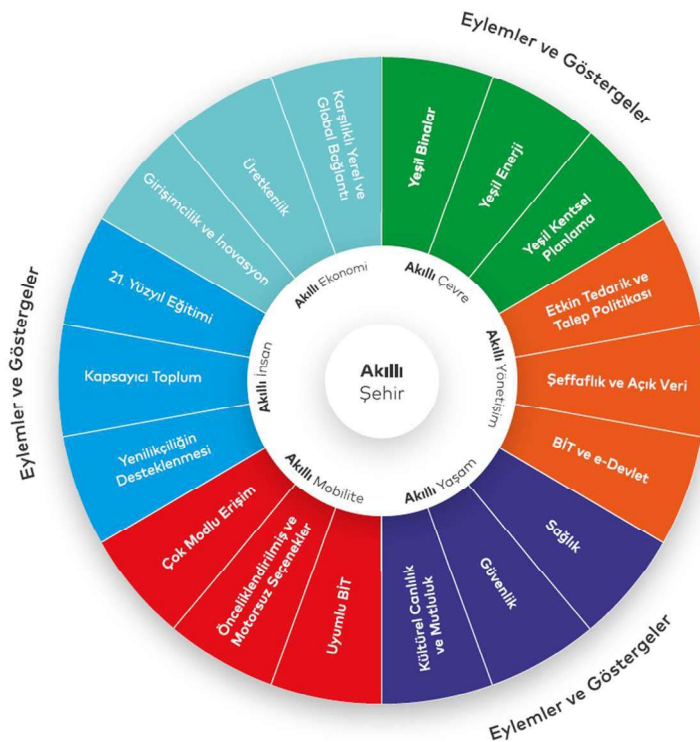 Eylemler ve Göstergeler
Yeşil Binalar
Yeşil Enerji
Yeşil Kentsel
Planlama
Etkin Tedarik ve
Talep Politikası
Şeffaflık ve Açık Veri
BİT ve e-Devlet
Sağlık
Güvenlik
Kültürel Canlılık
ve Mutluluk
Eylemler ve Göstergeler
Uyumlu BİT
Önceliklendirilmiş ve
Motorsuz Seçenekler
Çok Modlu Erişim
Yenilikçiliğin
Desteklenmesi
Kapsayıcı Toplum
21. Yüzyıl Eğitimi
Eylemler ve Göstergeler
Girişimcilik ve İnovasyon
Üretkenlik
Karşılıklı Yerel ve
Global Bağlantı
Akıllı Çevre
Akıllı Yönetişim
Akıllı Yaşam
Akıllı Mobilite
Akıllı İnsan
Akıllı Ekonomi
Akıllı
Şehir